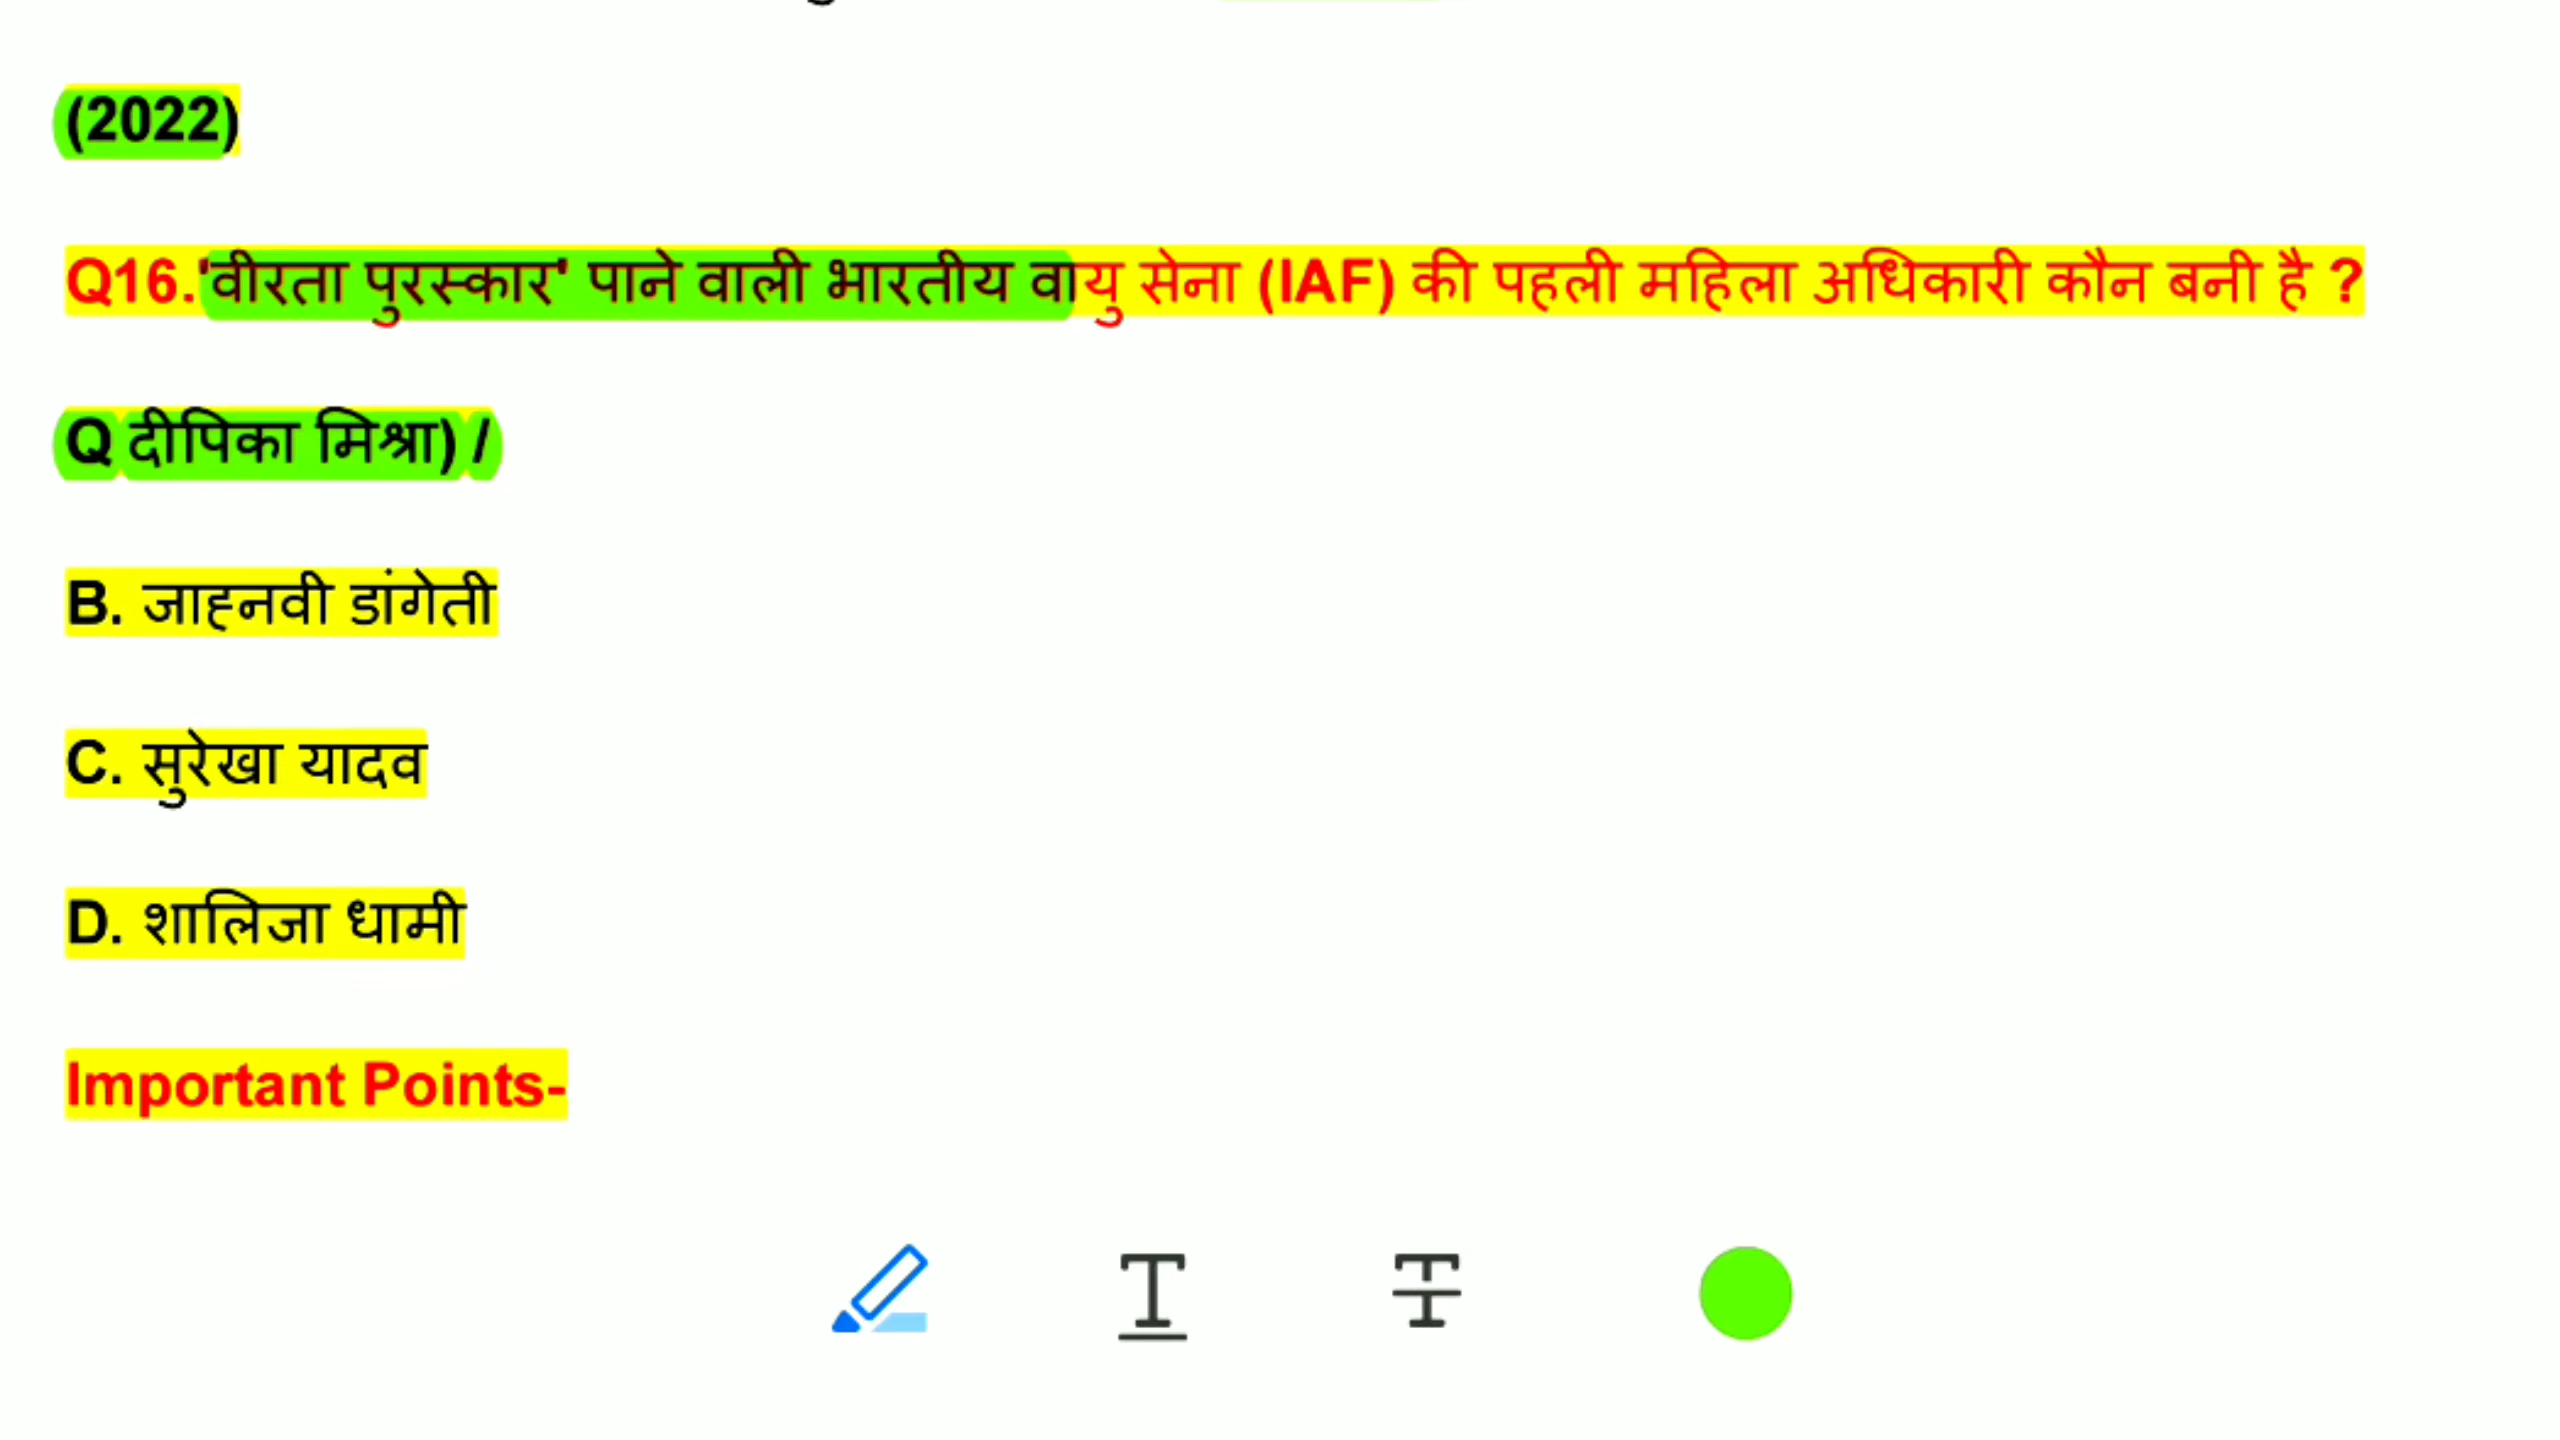 (2022)
Q16.'वीरता पुरस्कार' पाने वाली भारतीय वायु सेना (IAF) की पहली महिला अधिकारी कौन बनी है ?
Q दीपिका मिश्रा) /
B. जाह्नवी डांगेती
C. सुरेखा यादव
D. शालिजा धामी
Important Points-